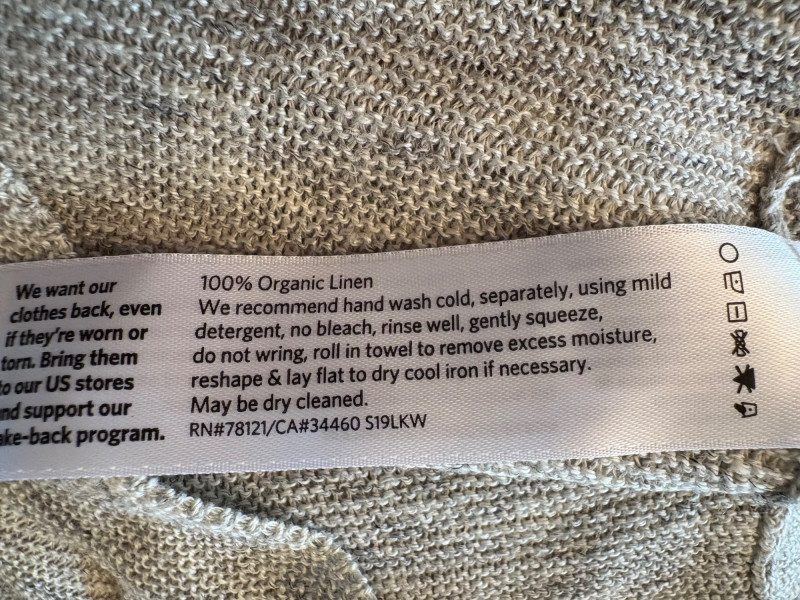 We want our
clothes back, even
if they're worn or
torn. Bring them
to our US stores
and support our
take-back program.
100% Organic Linen
We recommend hand wash cold, separately, using mild
detergent, no bleach, rinse well, gently squeeze,
do not wring, roll in towel to remove excess moisture,
reshape & lay flat to dry cool iron if necessary.
May be dry cleaned.
RN#78121/CA#34460 S19LKW